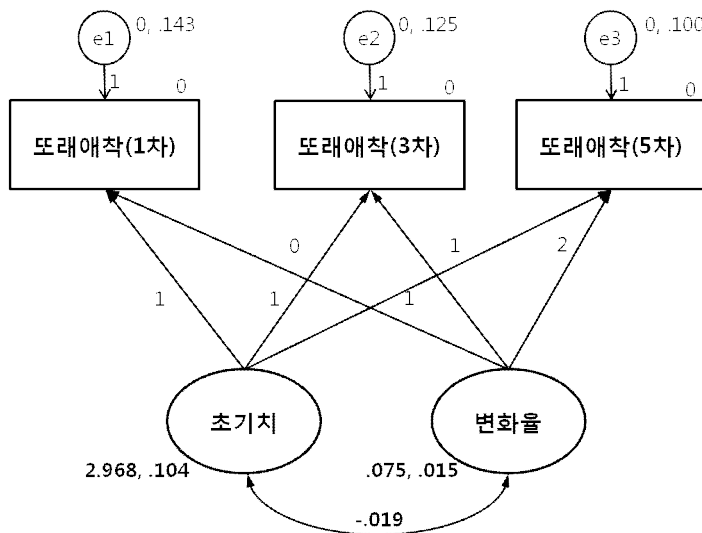 e1 0, .143
e2 0, .125
e3 0, .100
1 0
1 0
1 0
또래애착(1차)
또래애착(3차)
또래애착(5차)
0
1
2
1
1
1
초기치
변화율
2.968, .104
.075, .015
-.019